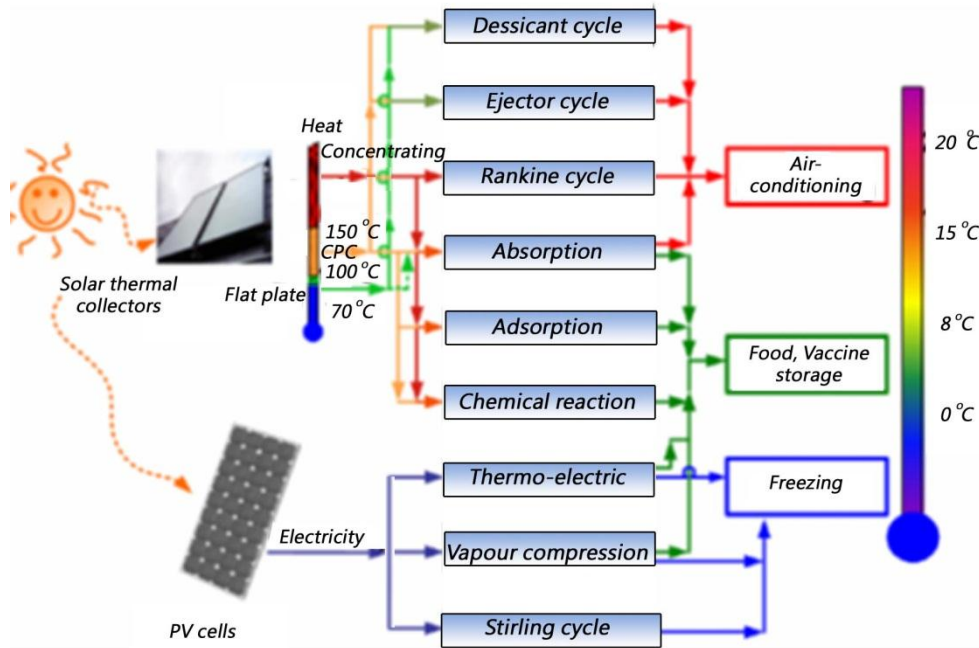 Dessicant cycle
Ejector cycle
Heat
Concentrating
Rankine cycle
Air-
conditioning
150 °C
CPC
100 °C
Absorption
Flat plate
70 °C
Solar thermal
collectors
Adsorption
Food, Vaccine
storage
Chemical reaction
Thermo-electric
Freezing
Electricity
Vapour compression
PV cells
Stirling cycle
20 °C
15 °C
8 °C
0 °C